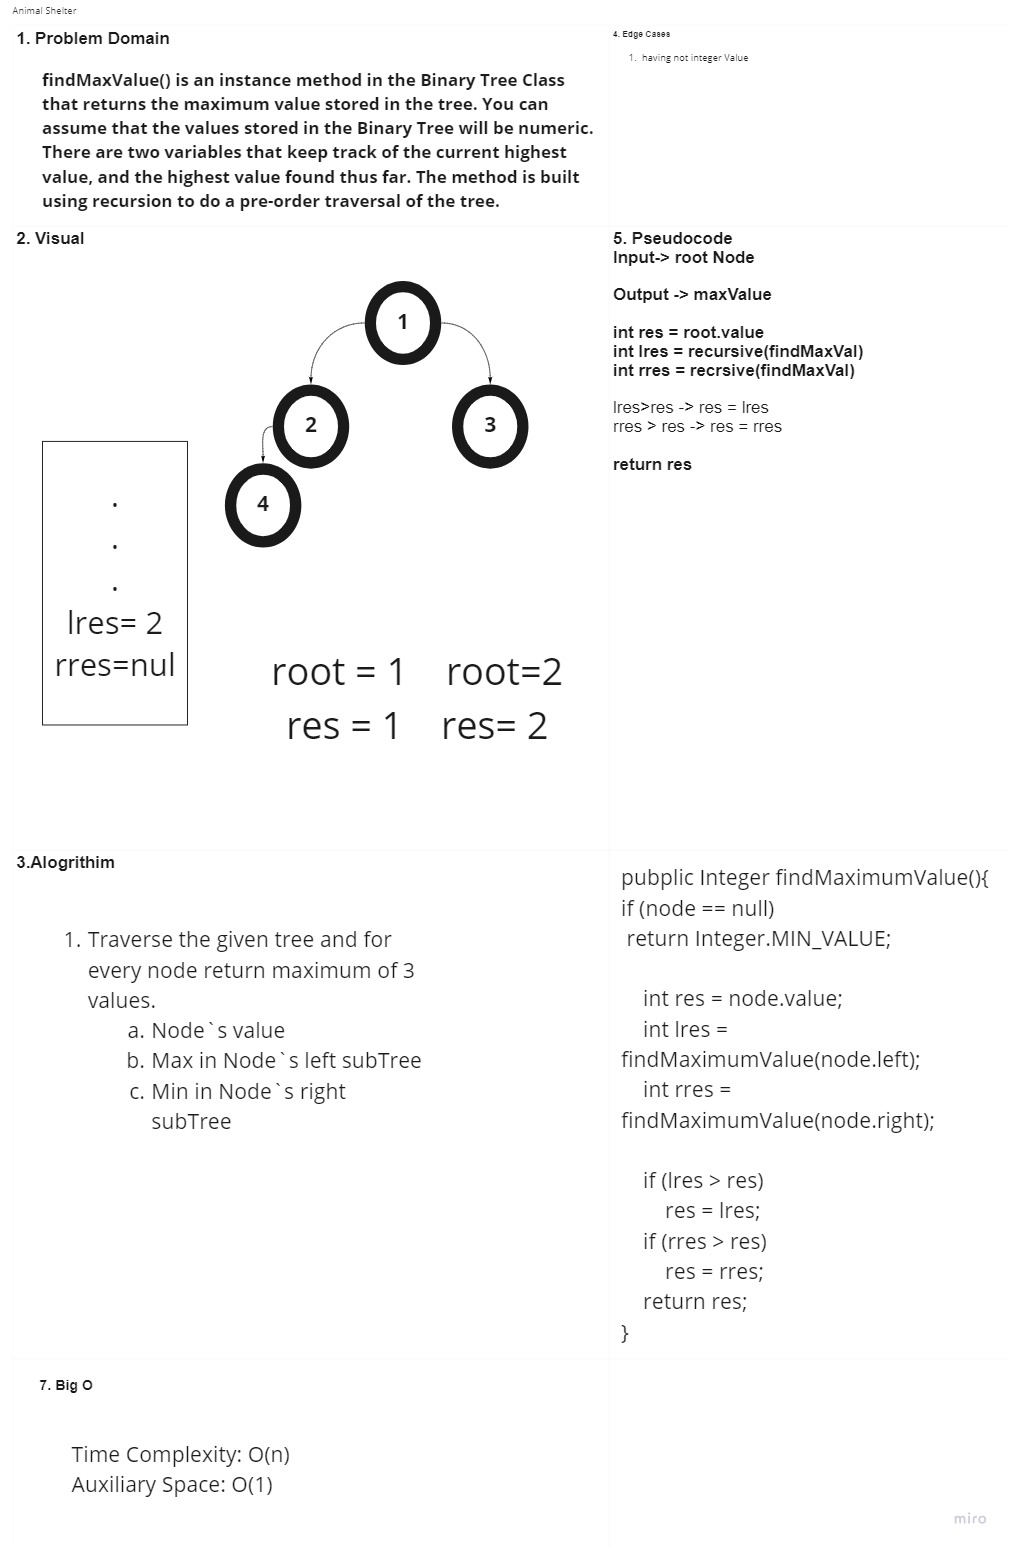 Animal Shelter
1. Problem Domain
findMaxValue() is an instance method in the Binary Tree Class
that returns the maximum value stored in the tree. You can
assume that the values stored in the Binary Tree will be numeric.
There are two variables that keep track of the current highest
value, and the highest value found thus far. The method is built
using recursion to do a pre-order traversal of the tree.
4. Edge Cases
1. having not integer Value
2. Visual
1
2
3
4
.
.
.
lres= 2
rres=nul
root = 1 root=2
res = 1 res= 2
5. Pseudocode
Input-> root Node
Output -> maxValue
int res = root.value
int lres = recursive(findMaxVal)
int rres = recrsive(findMaxVal)
lres>res -> res = lres
rres > res -> res = rres
return res
3.Alogrithim
1. Traverse the given tree and for
every node return maximum of 3
values.
a. Node`s value
b. Max in Node`s left subTree
c. Min in Node`s right
subTree
pubplic Integer findMaximumValue(){
if (node == null)
return Integer.MIN_VALUE;
int res = node.value;
int lres =
findMaximumValue(node.left);
int rres =
findMaximumValue(node.right);
if (lres > res)
res = lres;
if (rres > res)
res = rres;
return res;
}
7. Big O
Time Complexity: O(n)
Auxiliary Space: O(1)
miro